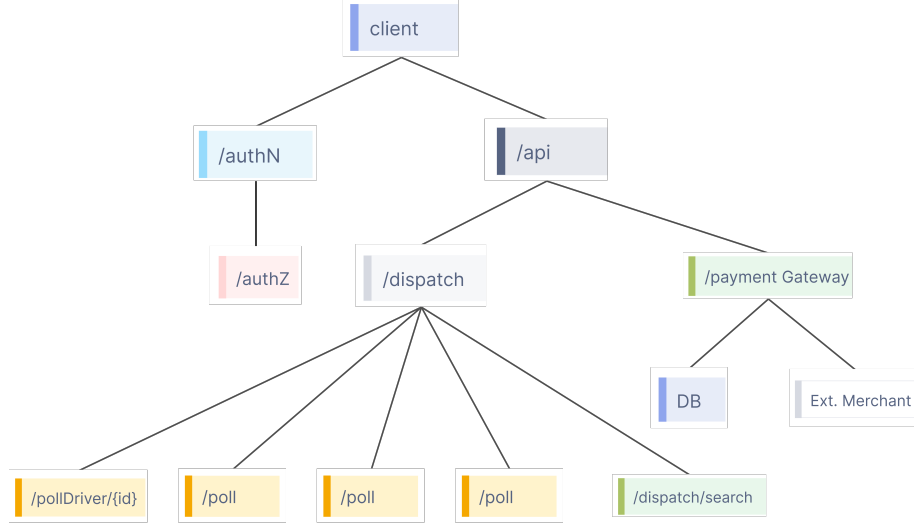 client
/authN
/api
/authZ
/dispatch
/payment Gateway
DB
Ext. Merchant
/pollDriver/{id}
/poll
/poll
/poll
/dispatch/search